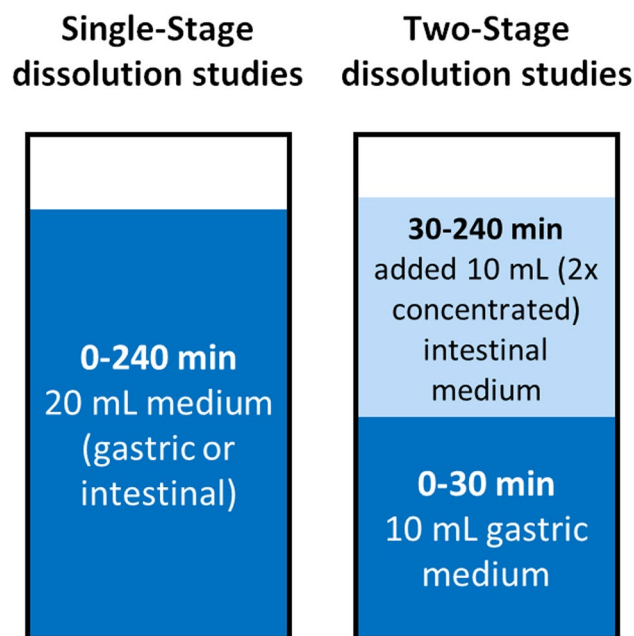 Single-Stage
dissolution studies
0-240 min
20 mL medium
(gastric or
intestinal)
Two-Stage
dissolution studies
30-240 min
added 10 mL (2x
concentrated)
intestinal
medium
0-30 min
10 mL gastric
medium